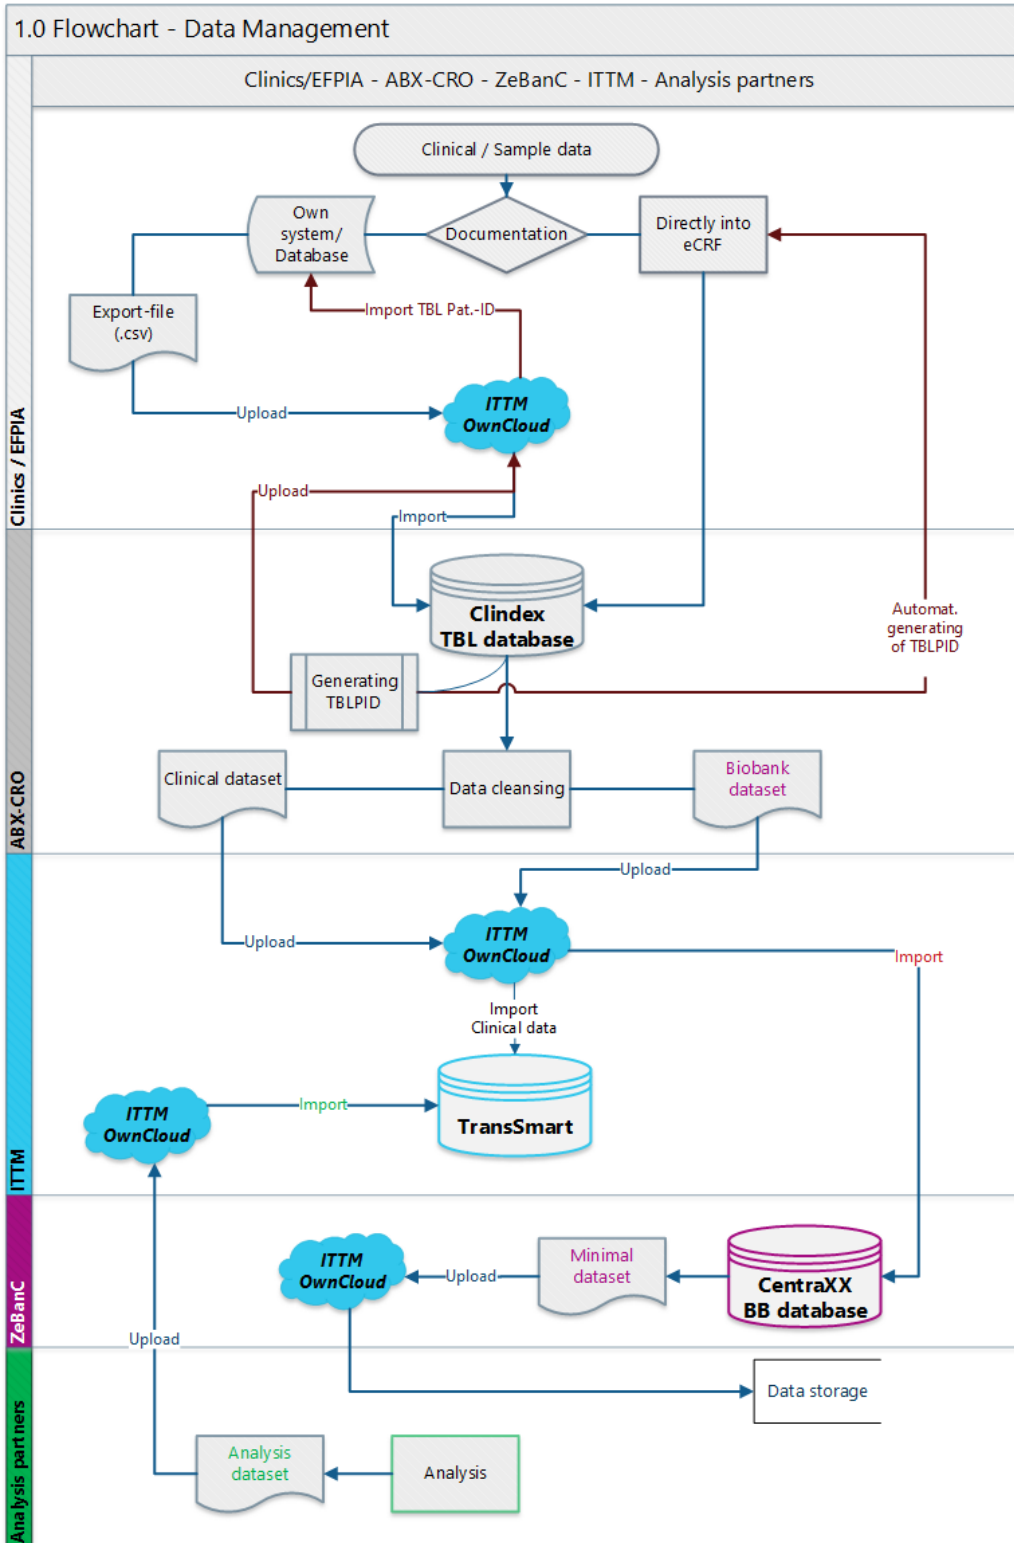 1.0 Flowchart - Data Management
Clinics/EFPIA - ABX-CRO - ZeBanC - ITTM - Analysis partners
Clinics / EFPIA
Clinical / Sample data
Own
system/
Database
Documentation
Directly into
eCRF
Export-file
(.csv)
Import TBL Pat.-ID
Upload
ITTM
OwnCloud
Upload
Import
ABX-CRO
Clindex
TBL database
Automat.
generating
of TBLPID
Generating
TBLPID
Clinical dataset
Data cleansing
Biobank
dataset
ITTM
Upload
Upload
ITTM
OwnCloud
Import
Import
Clinical data
ITTM
OwnCloud
Import
TransSmart
ZeBanC
ITTM
OwnCloud
Upload
Minimal
dataset
CentraXX
BB database
Upload
Analysis partners
Data storage
Analysis
dataset
Analysis